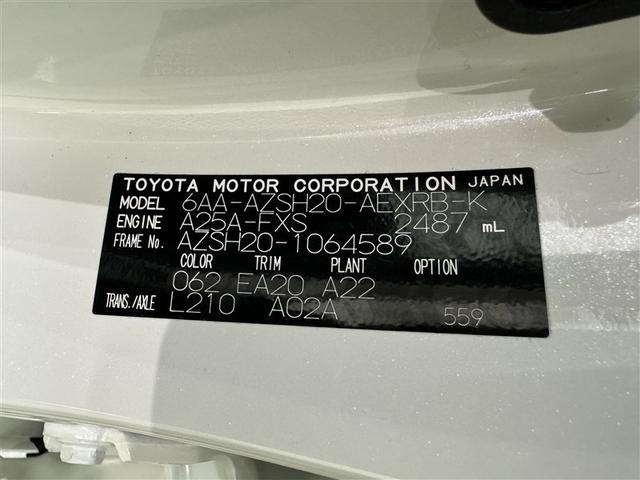 TOYOTA MOTOR CORPORATION JAPAN
MODEL 6AA-AZSH20-AEXRB-K
ENGINE A25A-FXS 2487 mL
FRAME No. AZSH20-1064589
COLOR TRIM PLANT OPTION
062 EA20 A22
TRANS./AXLE L210 A02A 559